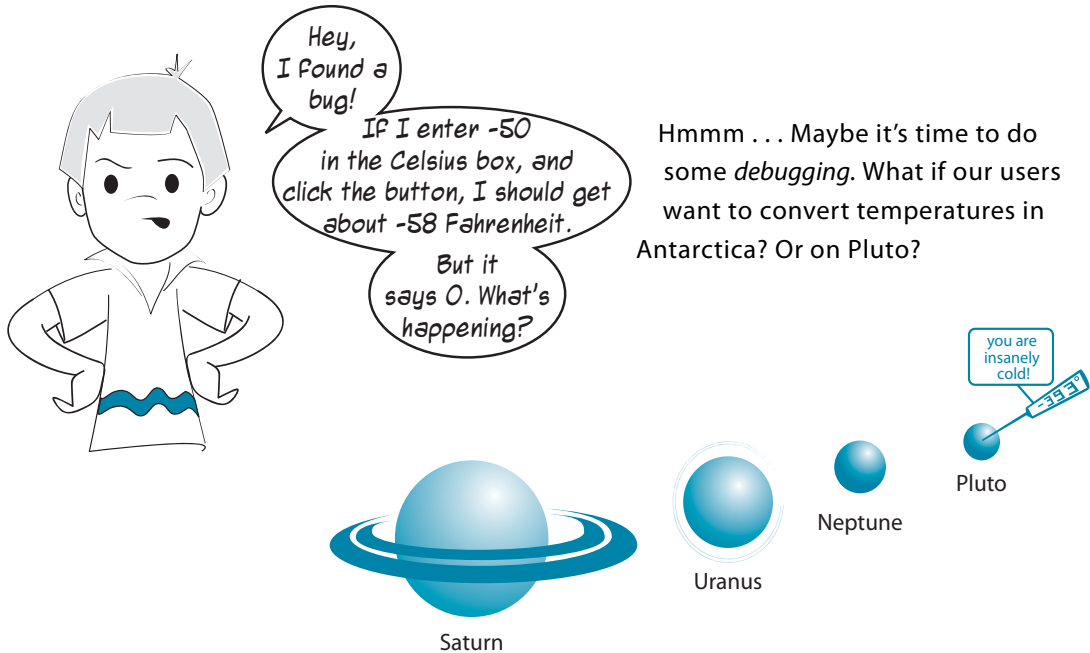 Hey,
I found a
bug!
If I enter -50
in the Celsius box, and
click the button, I should get
about -58 Fahrenheit.
But it
says 0. What's
happening?
Hmmm . . . Maybe it’s time to do
some debugging. What if our users
want to convert temperatures in
Antarctica? Or on Pluto?
you are
insanely
cold!
-393°
Pluto
Neptune
Uranus
Saturn